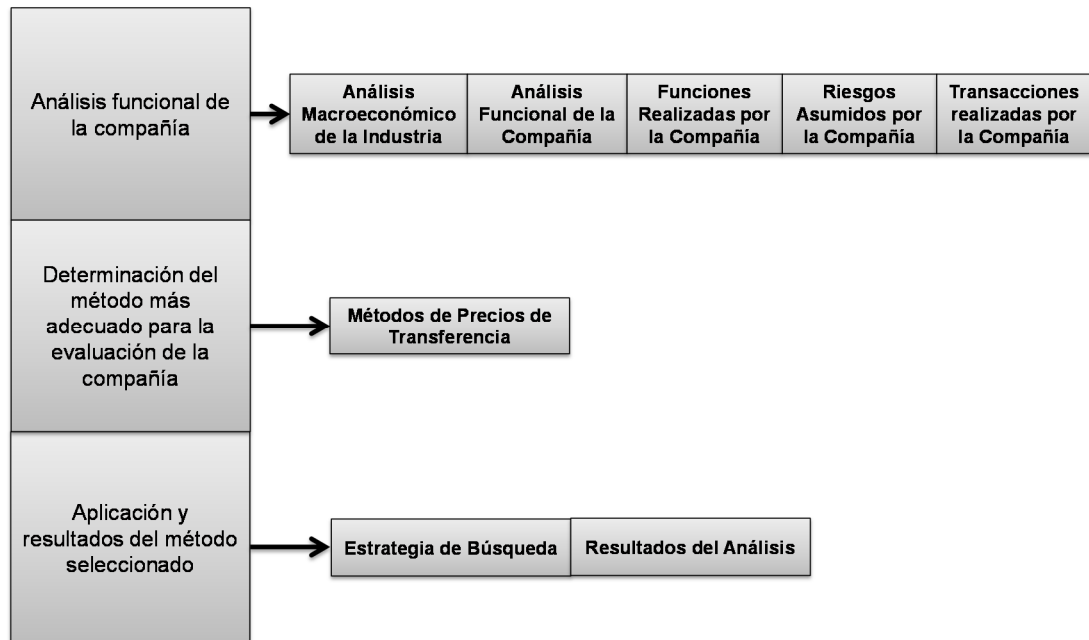 Análisis funcional de
la compañía
Análisis
Macroeconómico
de la Industria
Análisis
Funcional de la
Compañía
Funciones
Realizadas por
la Compañía
Riesgos
Asumidos por
la Compañía
Transacciones
realizadas por
la Compañía
Determinación del
método más
adecuado para la
evaluación de la
compañía
Métodos de Precios de
Transferencia
Aplicación y
resultados del método
seleccionado
Estrategia de Búsqueda
Resultados del Análisis